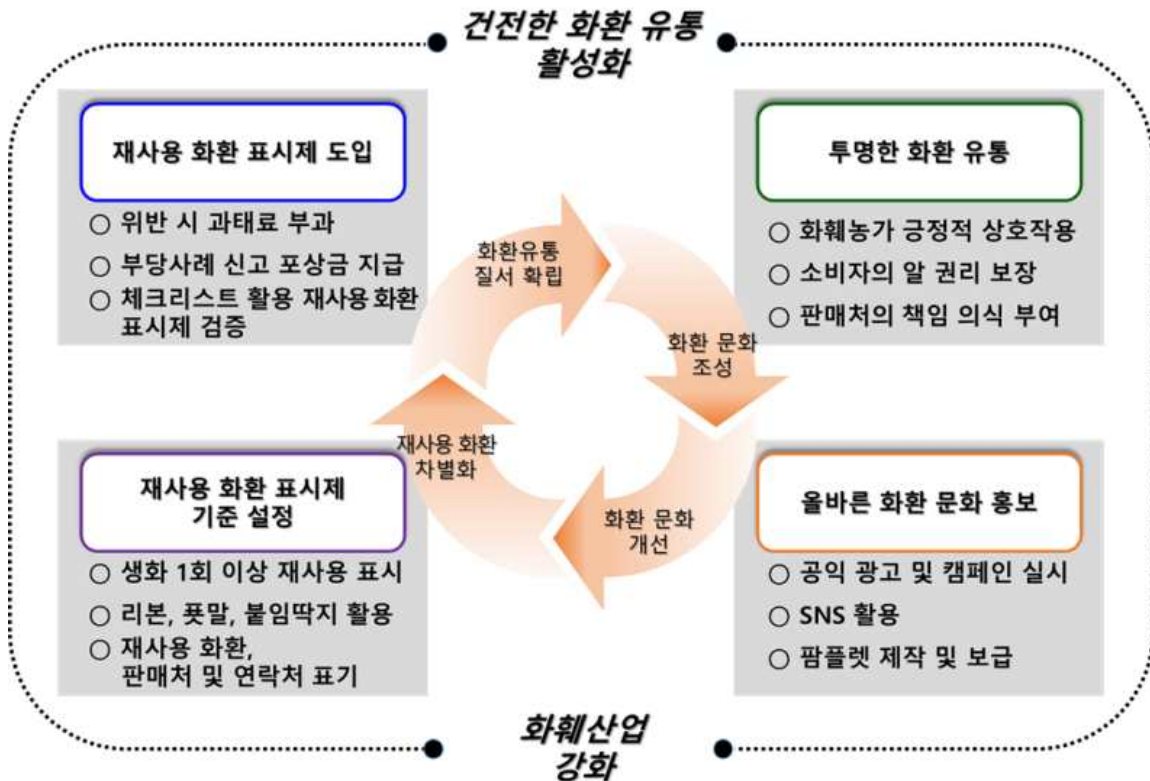 건전한 화환 유통
활성화
재사용 화환 표시제 도입
○ 위반 시 과태료 부과
○ 부당사례 신고 포상금 지급
○ 체크리스트 활용 재사용 화환
표시제 검증
투명한 화환 유통
○ 화훼농가 긍정적 상호작용
○ 소비자의 알 권리 보장
○ 판매처의 책임 의식 부여
화환유통
질서 확립
화환 문화
조성
재사용 화환
차별화
화환 문화
개선
재사용 화환 표시제
기준 설정
○ 생화 1회 이상 재사용 표시
○ 리본, 푯말, 붙임딱지 활용
○ 재사용 화환,
판매처 및 연락처 표기
올바른 화환 문화 홍보
○ 공익 광고 및 캠페인 실시
○ SNS 활용
○ 팜플렛 제작 및 보급
화훼산업
강화